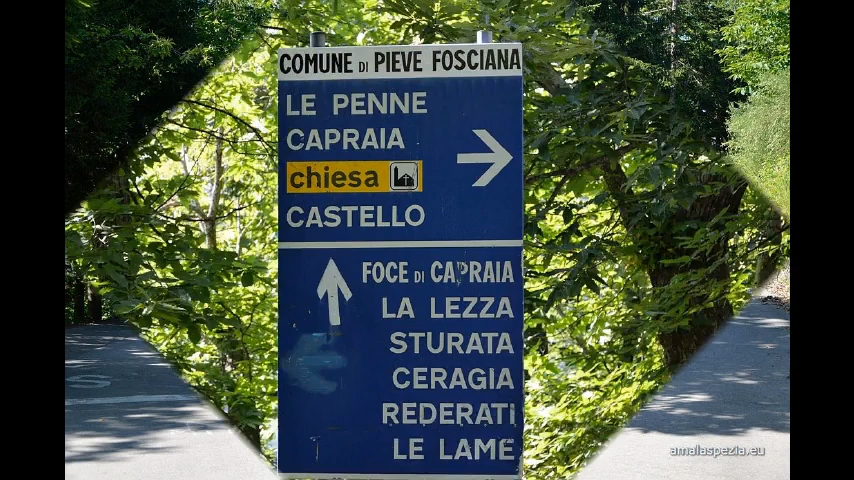 COMUNE DI PIEVE FOSCIANA
LE PENNE
CAPRAIA
chiesa
CASTELLO
FOCE DI CAPRAIA
LA LEZZA
STURATA
CERAGIA
REDERATI
LE LAME
amalaspezia.eu